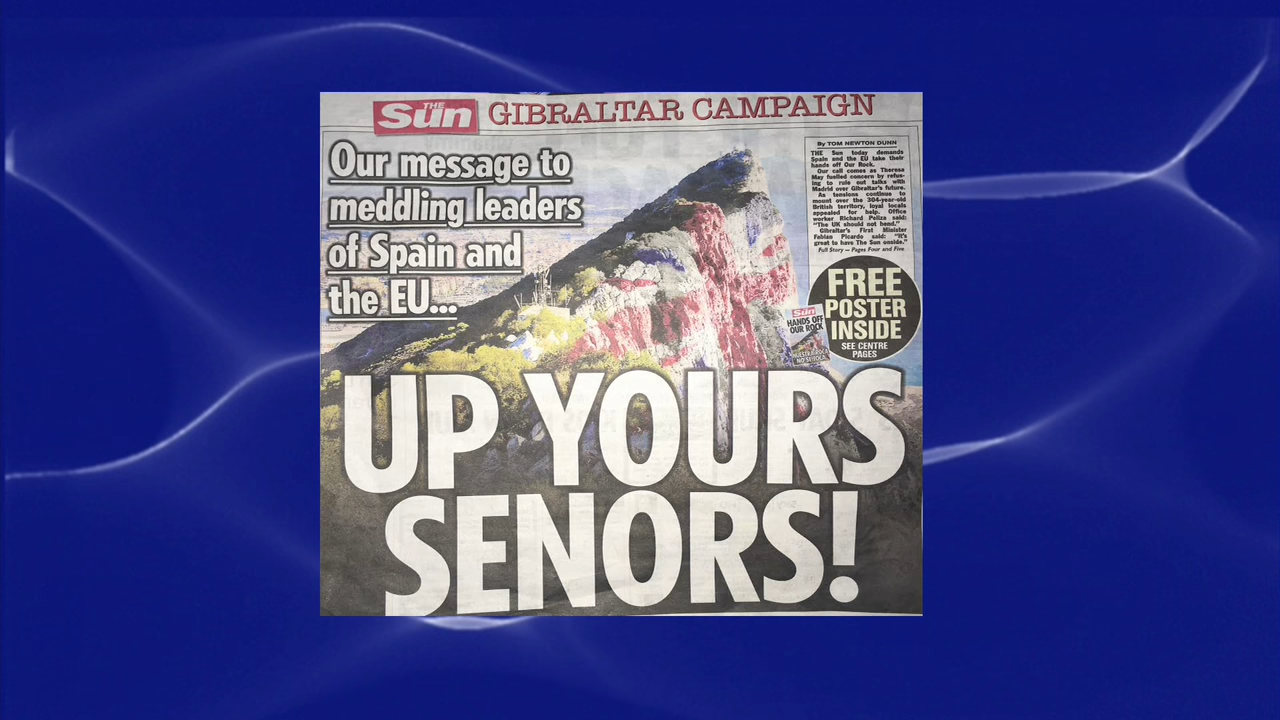 THE Sun GIBRALTAR CAMPAIGN
Our message to
meddling leaders
of Spain and
the EU...
By TOM NEWTON DUNN
THE Sun today demands
Spain and the EU take their
hands off Our Rock.
Our call comes as Theresa
May fuelled concern by refus-
ing to rule out talks with
Madrid over Gibraltar's future.
As tensions continue to
mount over the 304-year-old
British territory, loyal locals
appealed for help. Office
worker Richard Peliza said:
"The UK should not bend."
Gibraltar's First Minister
Fabian Picardo said: "It's
great to have The Sun onside."
Full Story — Pages Four and Five
FREE
POSTER
INSIDE
SEE CENTRE
PAGES
Sun
HANDS OFF
OUR ROCK
UP YOURS
SENORS!